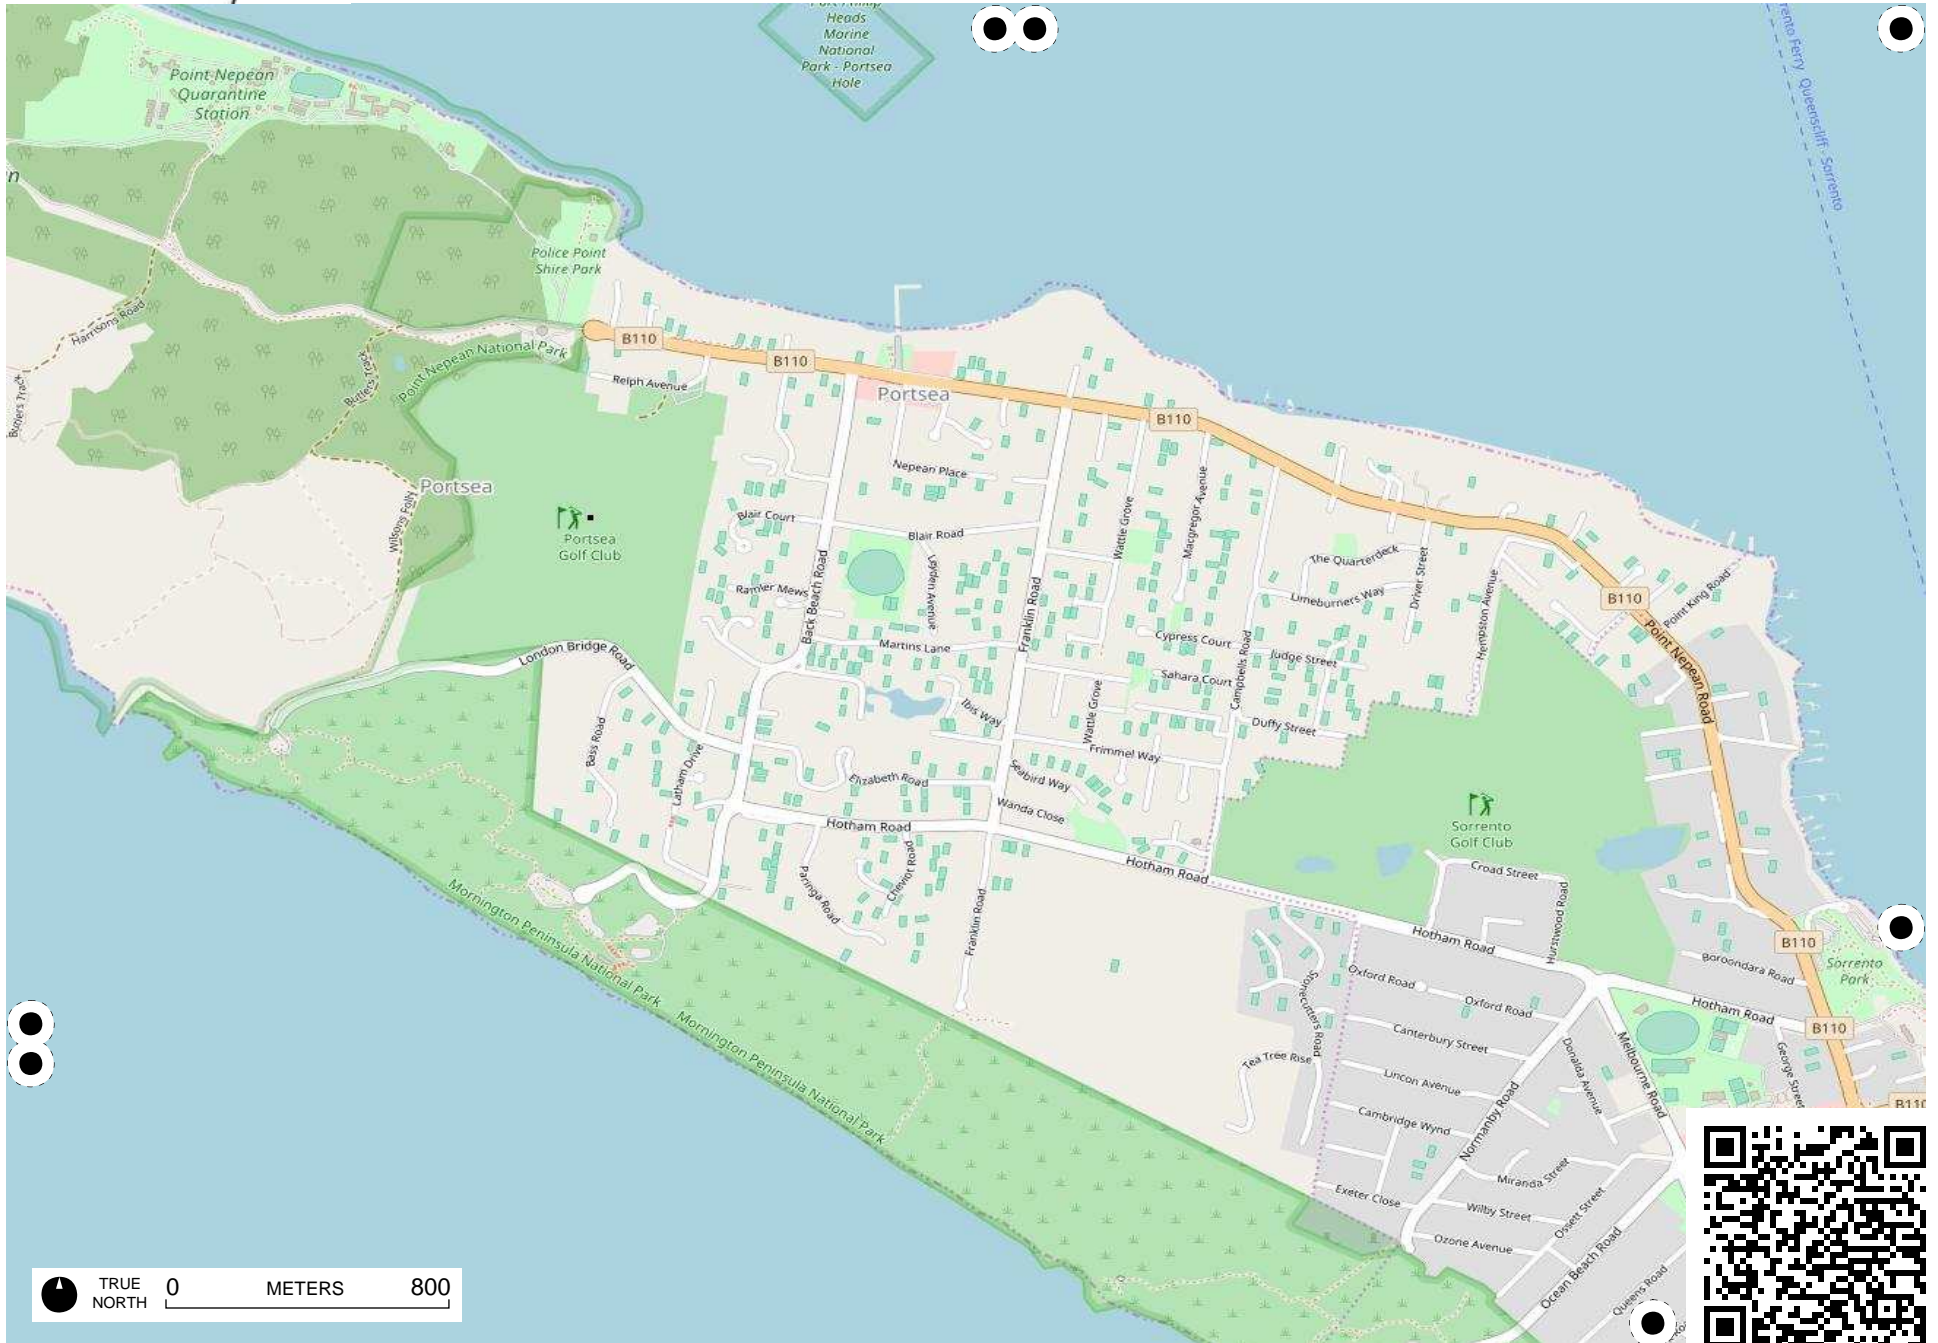 Port Phillip
Heads
Marine
National
Park - Portsea
Hole
Sorrento Ferry Queenscliff - Sorrento
Point Nepean
Quarantine
Station
Police Point
Shire Park
Harrisons Road
Butlers Track
Butlers Track
Point Nepean National Park
B110
B110
B110
B110
B110
B110
B110
Relph Avenue
Portsea
Portsea
Wilsons Folly
Portsea
Golf Club
Nepean Place
Blair Court
Blair Road
Leyden Avenue
Ramler Mews
Back Beach Road
Martins Lane
Franklin Road
Wattle Grove
Macgregor Avenue
The Quarterdeck
Limeburners Way
Driver Street
Hempston Avenue
Point King Road
Point Nepean Road
Cypress Court
Judge Street
Sahara Court
Campbells Road
Duffy Street
Wattle Grove
Frimmel Way
Ibis Way
London Bridge Road
Bass Road
Latham Drive
Elizabeth Road
Seabird Way
Wanda Close
Hotham Road
Hotham Road
Hotham Road
Hotham Road
Paringa Road
Cheviot Road
Franklin Road
Sorrento
Golf Club
Croad Street
Hurstwood Road
Boroondara Road
Sorrento
Park
Stonecutters Road
Oxford Road
Oxford Road
Canterbury Street
Tea Tree Rise
Lincon Avenue
Cambridge Wynd
Normanby Road
Donalda Avenue
Melbourne Road
George Street
Miranda Street
Exeter Close
Wilby Street
Ossett Street
Ozone Avenue
Ocean Beach Road
Queens Road
Mornington Peninsula National Park
Mornington Peninsula National Park
TRUE
NORTH
0 METERS 800